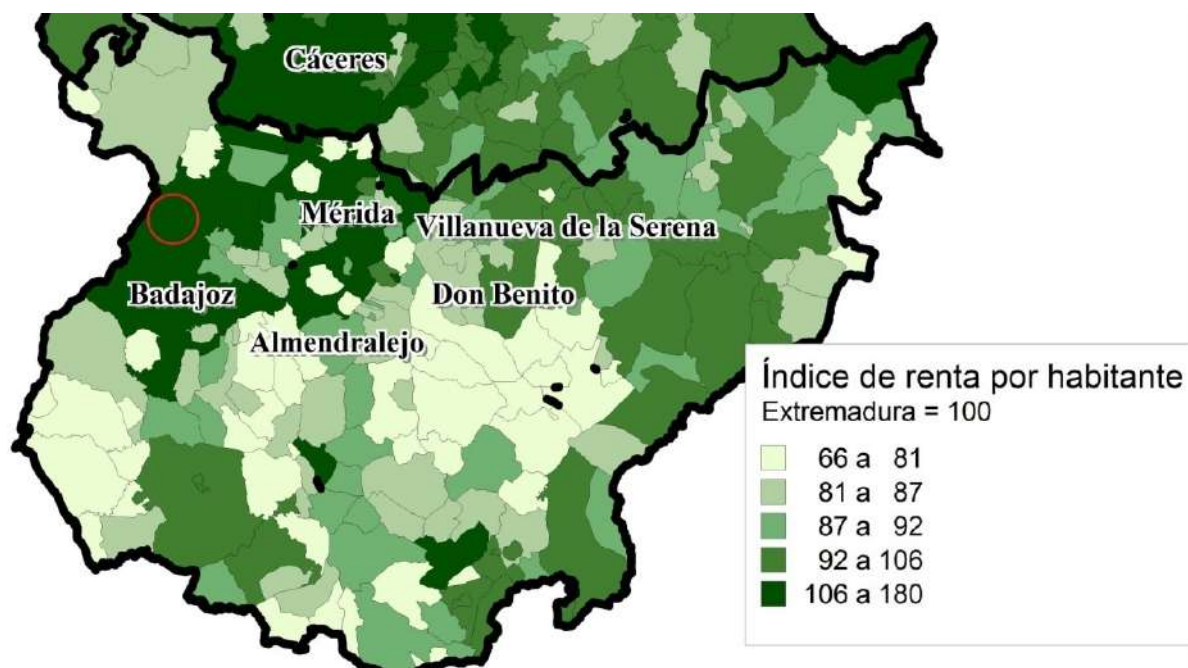 Cáceres
Mérida
Villanueva de la Serena
Badajoz
Don Benito
Almendralejo
Índice de renta por habitante
Extremadura = 100
66 a 81
81 a 87
87 a 92
92 a 106
106 a 180